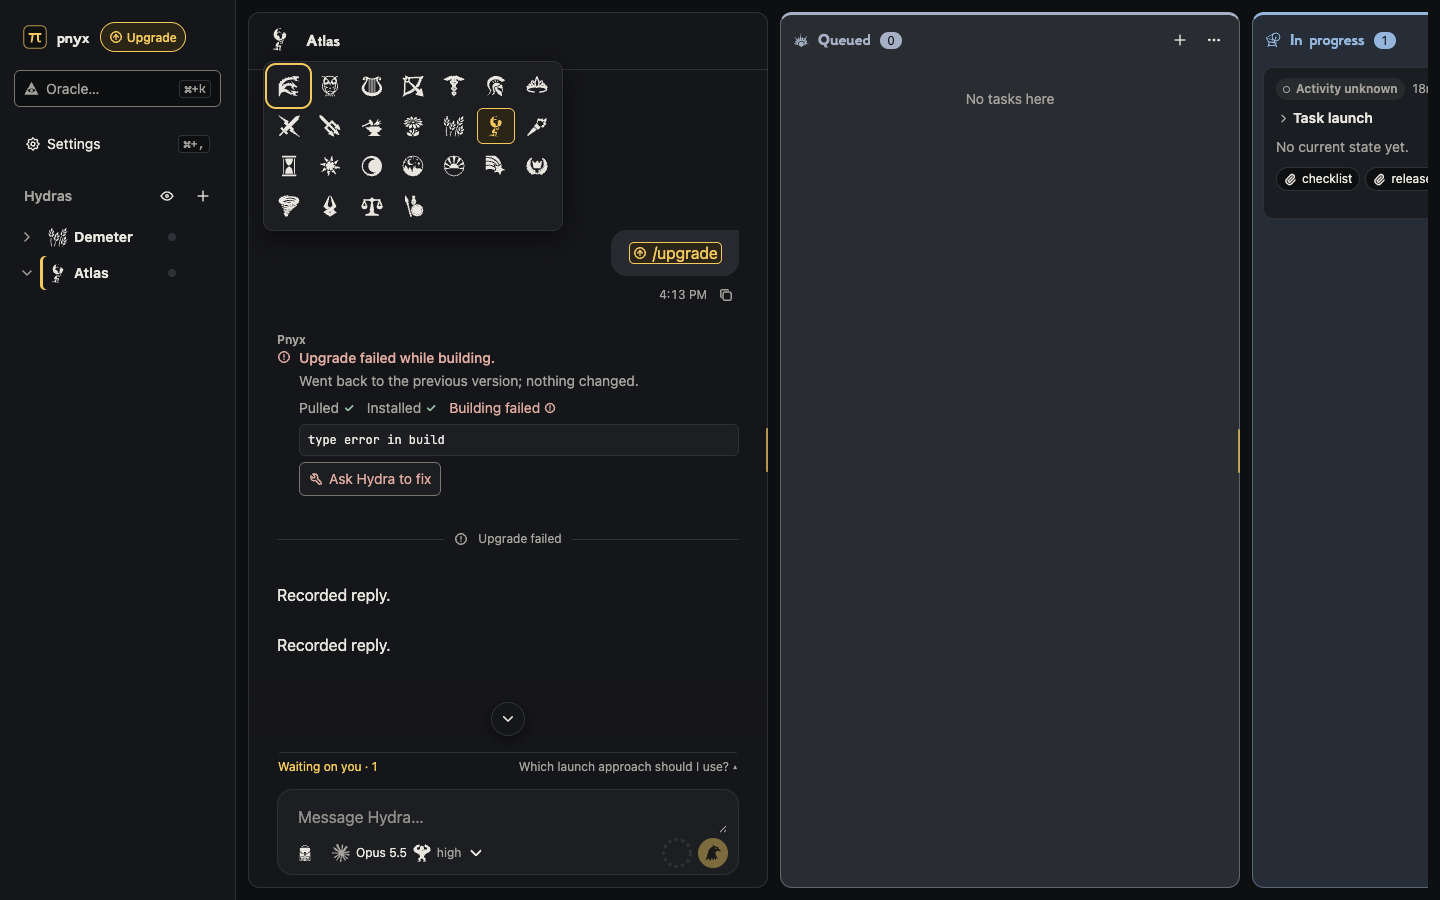 pnyx
Upgrade
Oracle...
⌘+k
Settings
⌘+,
Hydras
Demeter
Atlas
Atlas
/upgrade
4:13 PM
Pnyx
Upgrade failed while building.
Went back to the previous version; nothing changed.
Pulled Installed Building failed
type error in build
Ask Hydra to fix
Upgrade failed
Recorded reply.
Recorded reply.
Waiting on you · 1
Which launch approach should I use?
Message Hydra...
Opus 5.5 high
Queued 0
No tasks here
In progress 1
Activity unknown 18m
Task launch
No current state yet.
checklist release